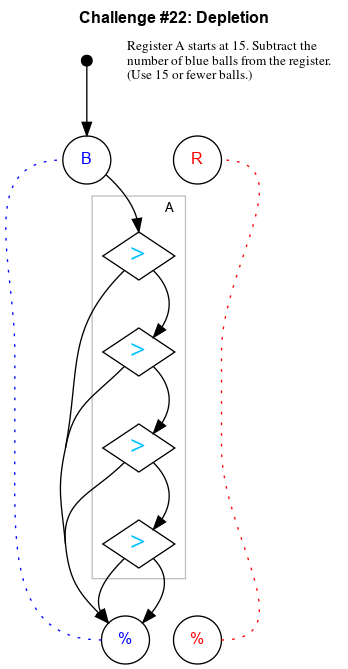 Challenge #22: Depletion
Register A starts at 15. Subtract the
number of blue balls from the register.
(Use 15 or fewer balls.)
B
R
A
>
>
>
>
%
%